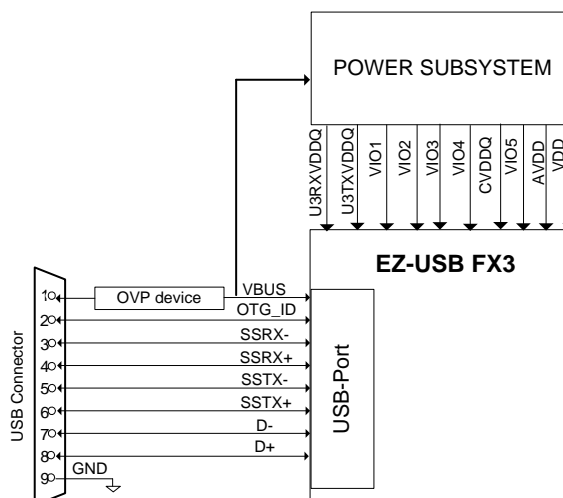 POWER SUBSYSTEM
U3RXVDDQ
U3TXVDDQ
VIO1
VIO2
VIO3
VIO4
CVDDQ
VIO5
AVDD
VDD
EZ-USB FX3
USB Connector
1
OVP device
VBUS
2
OTG_ID
3
SSRX-
4
SSRX+
5
SSTX-
6
SSTX+
7
D-
8
D+
9
GND
USB-Port